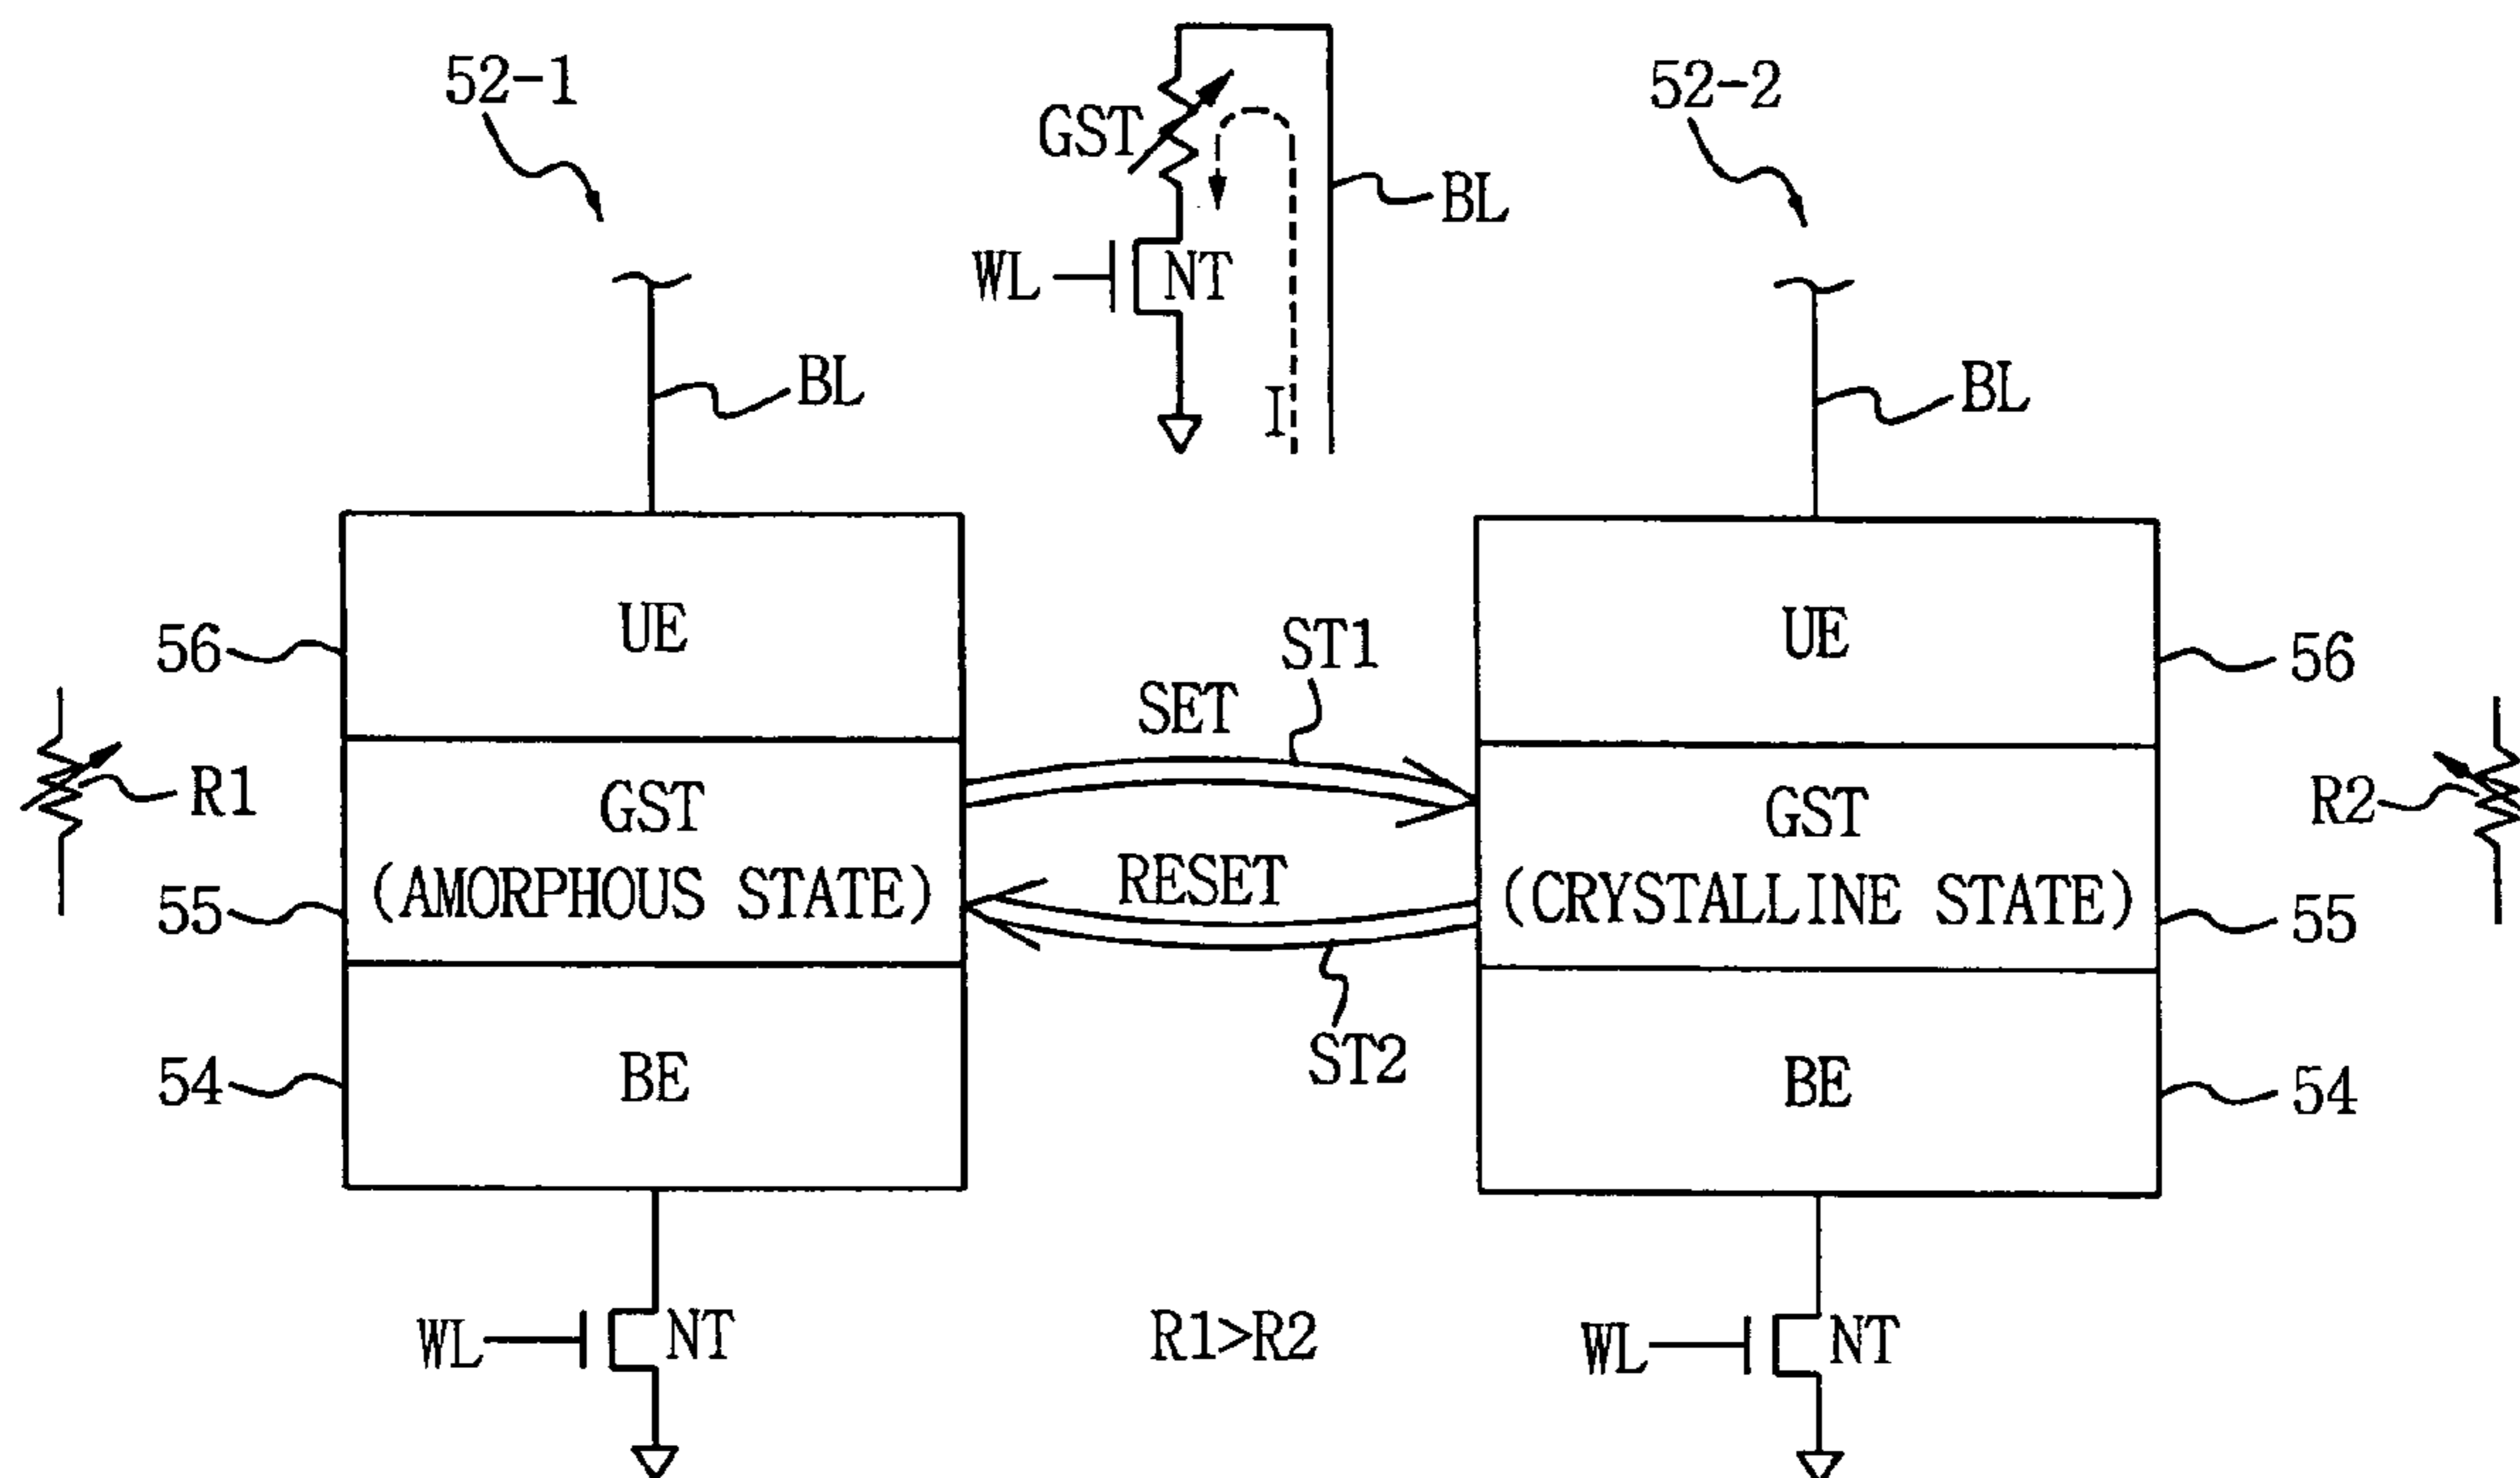 52-1
52-2
GST
BL
WL
NT
I
BL
BL
UE
UE
56
56
ST1
SET
R1
R2
GST
(AMORPHOUS STATE)
GST
(CRYSTALLINE STATE)
RESET
55
55
ST2
BE
BE
54
54
WL
NT
R1>R2
WL
NT